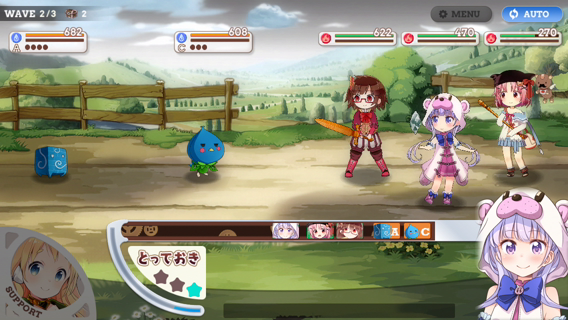 WAVE 2/3 2
MENU
AUTO
682
A
608
C
622
470
270
A C
とっておき
SUPPORT